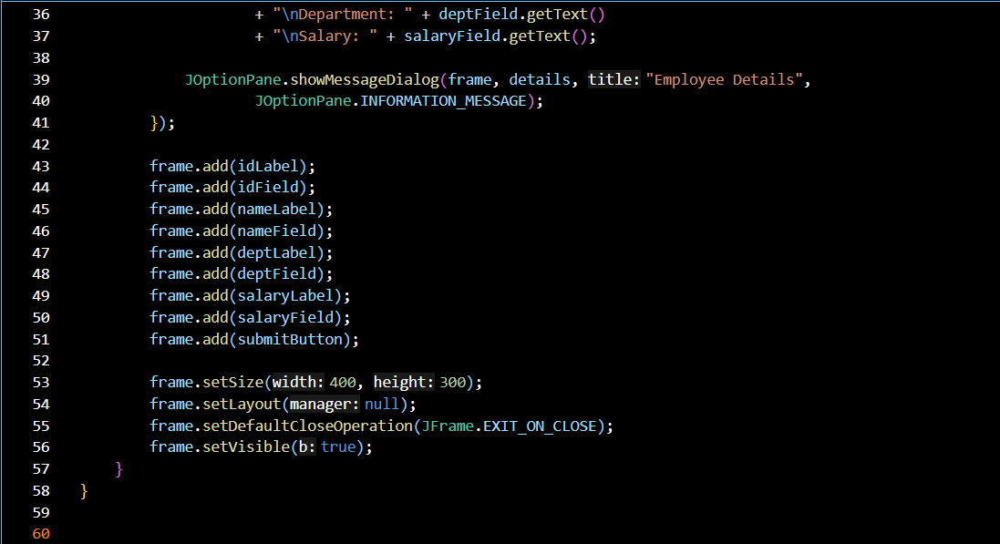 36 + "\nDepartment: " + deptField.getText()
37 + "\nSalary: " + salaryField.getText();
38
39 JOptionPane.showMessageDialog(frame, details, title: "Employee Details",
40 JOptionPane.INFORMATION_MESSAGE);
41 });
42
43 frame.add(idLabel);
44 frame.add(idField);
45 frame.add(nameLabel);
46 frame.add(nameField);
47 frame.add(deptLabel);
48 frame.add(deptField);
49 frame.add(salaryLabel);
50 frame.add(salaryField);
51 frame.add(submitButton);
52
53 frame.setSize(width: 400, height: 300);
54 frame.setLayout(manager: null);
55 frame.setDefaultCloseOperation(JFrame.EXIT_ON_CLOSE);
56 frame.setVisible(b: true);
57 }
58 }
59
60